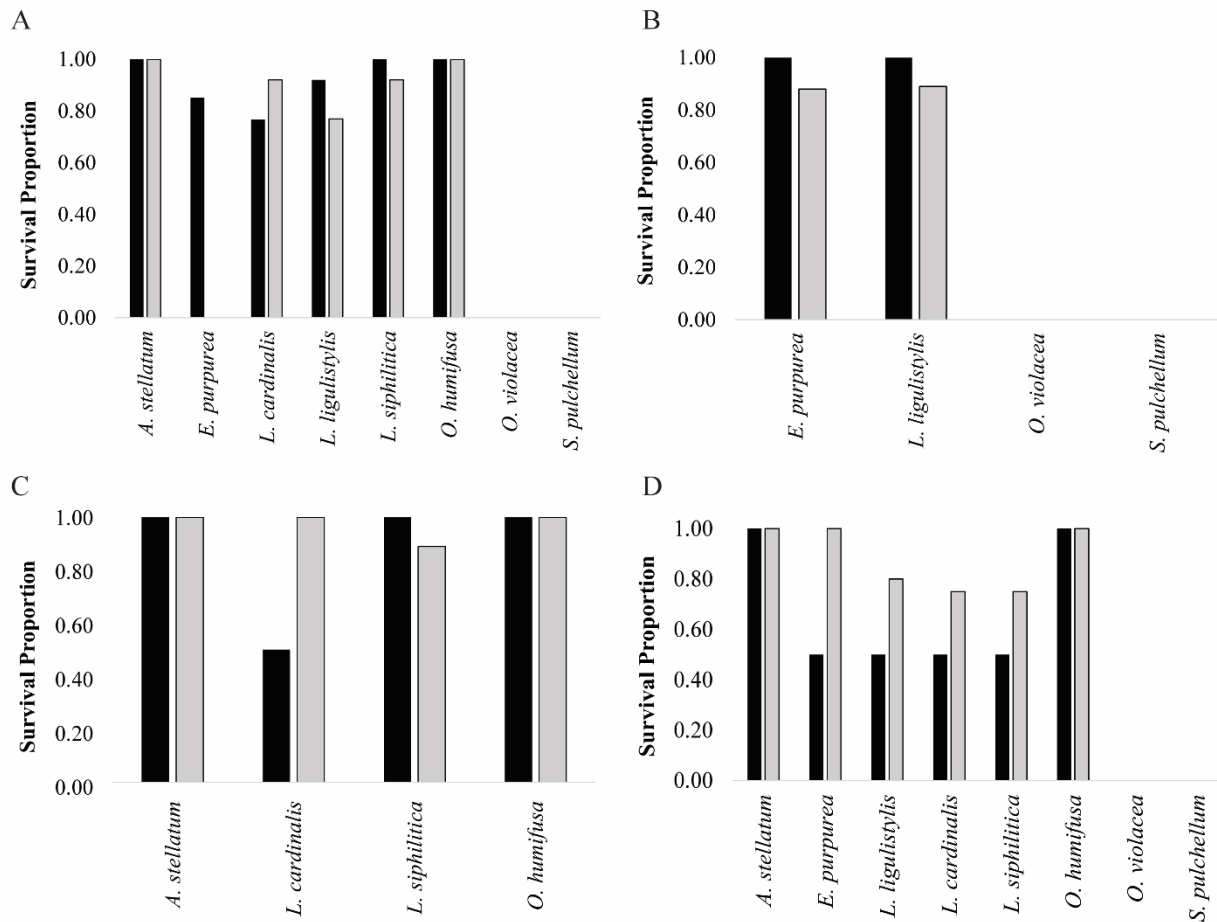 A
Survival Proportion
1.00
0.80
0.60
0.40
0.20
0.00
A. stellatum
E. purpurea
L. cardinalis
L. ligulistylis
L. siphilitica
O. humifusa
O. violacea
S. pulchellum
B
Survival Proportion
1.00
0.80
0.60
0.40
0.20
0.00
E. purpurea
L. ligulistylis
O. violacea
S. pulchellum
C
Survival Proportion
1.00
0.80
0.60
0.40
0.20
0.00
A. stellatum
L. cardinalis
L. siphilitica
O. humifusa
D
Survival Proportion
1.00
0.80
0.60
0.40
0.20
0.00
A. stellatum
E. purpurea
L. ligulistylis
L. cardinalis
L. siphilitica
O. humifusa
O. violacea
S. pulchellum